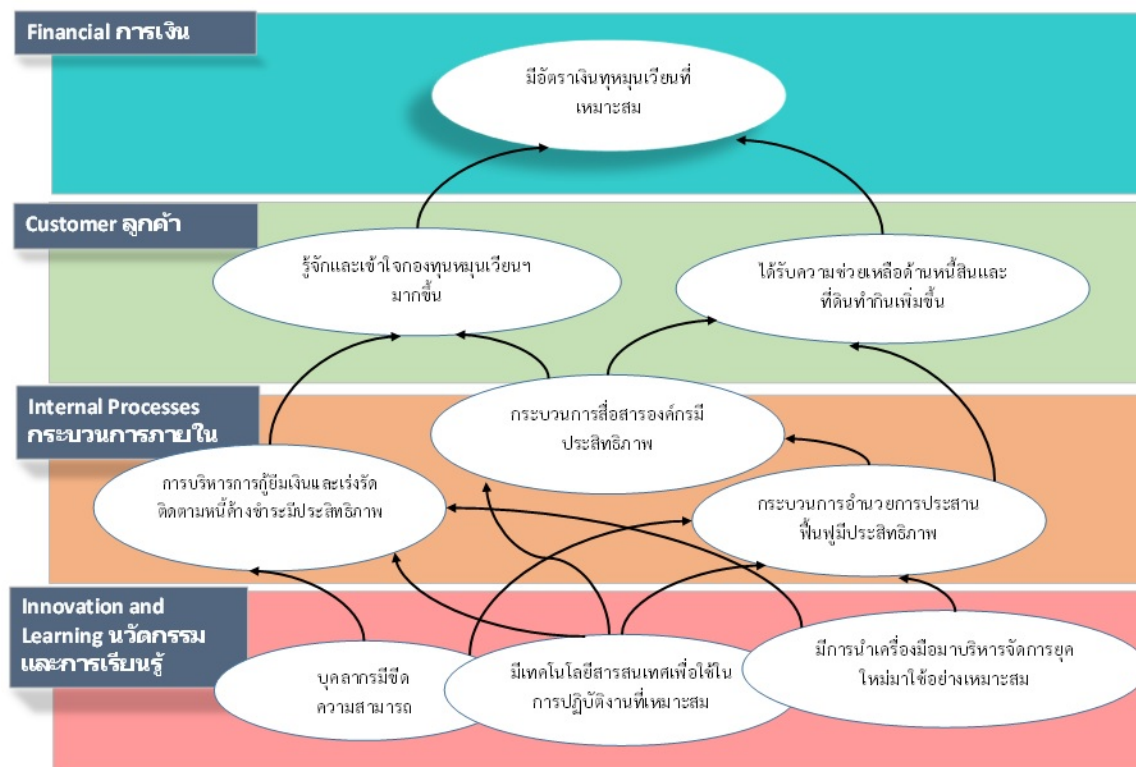 Financial การเงิน
มีอัตราเงินทุหมุนเวียนที่
เหมาะสม
Customer ลูกค้า
รู้จักและเข้าใจกองทุนหมุนเวียนฯ
มากขึ้น
ได้รับความช่วยเหลือด้านหนี้สินและ
ที่ดินทำกินเพิ่มขึ้น
Internal Processes
กระบวนการภายใน
กระบวนการสื่อสารองค์กรมี
ประสิทธิภาพ
การบริหารการกู้ยืมเงินและเร่งรัด
ติดตามหนี้ค้างชำระมีประสิทธิภาพ
กระบวนการอำนวยการประสาน
ฟื้นฟูมีประสิทธิภาพ
Innovation and
Learning นวัตกรรม
และการเรียนรู้
บุคลากรมีขีด
ความสามารถ
มีเทคโนโลยีสารสนเทศเพื่อใช้ใน
การปฏิบัติงานที่เหมาะสม
มีการนำเครื่องมือมาบริหารจัดการยุค
ใหม่มาใช้อย่างเหมาะสม